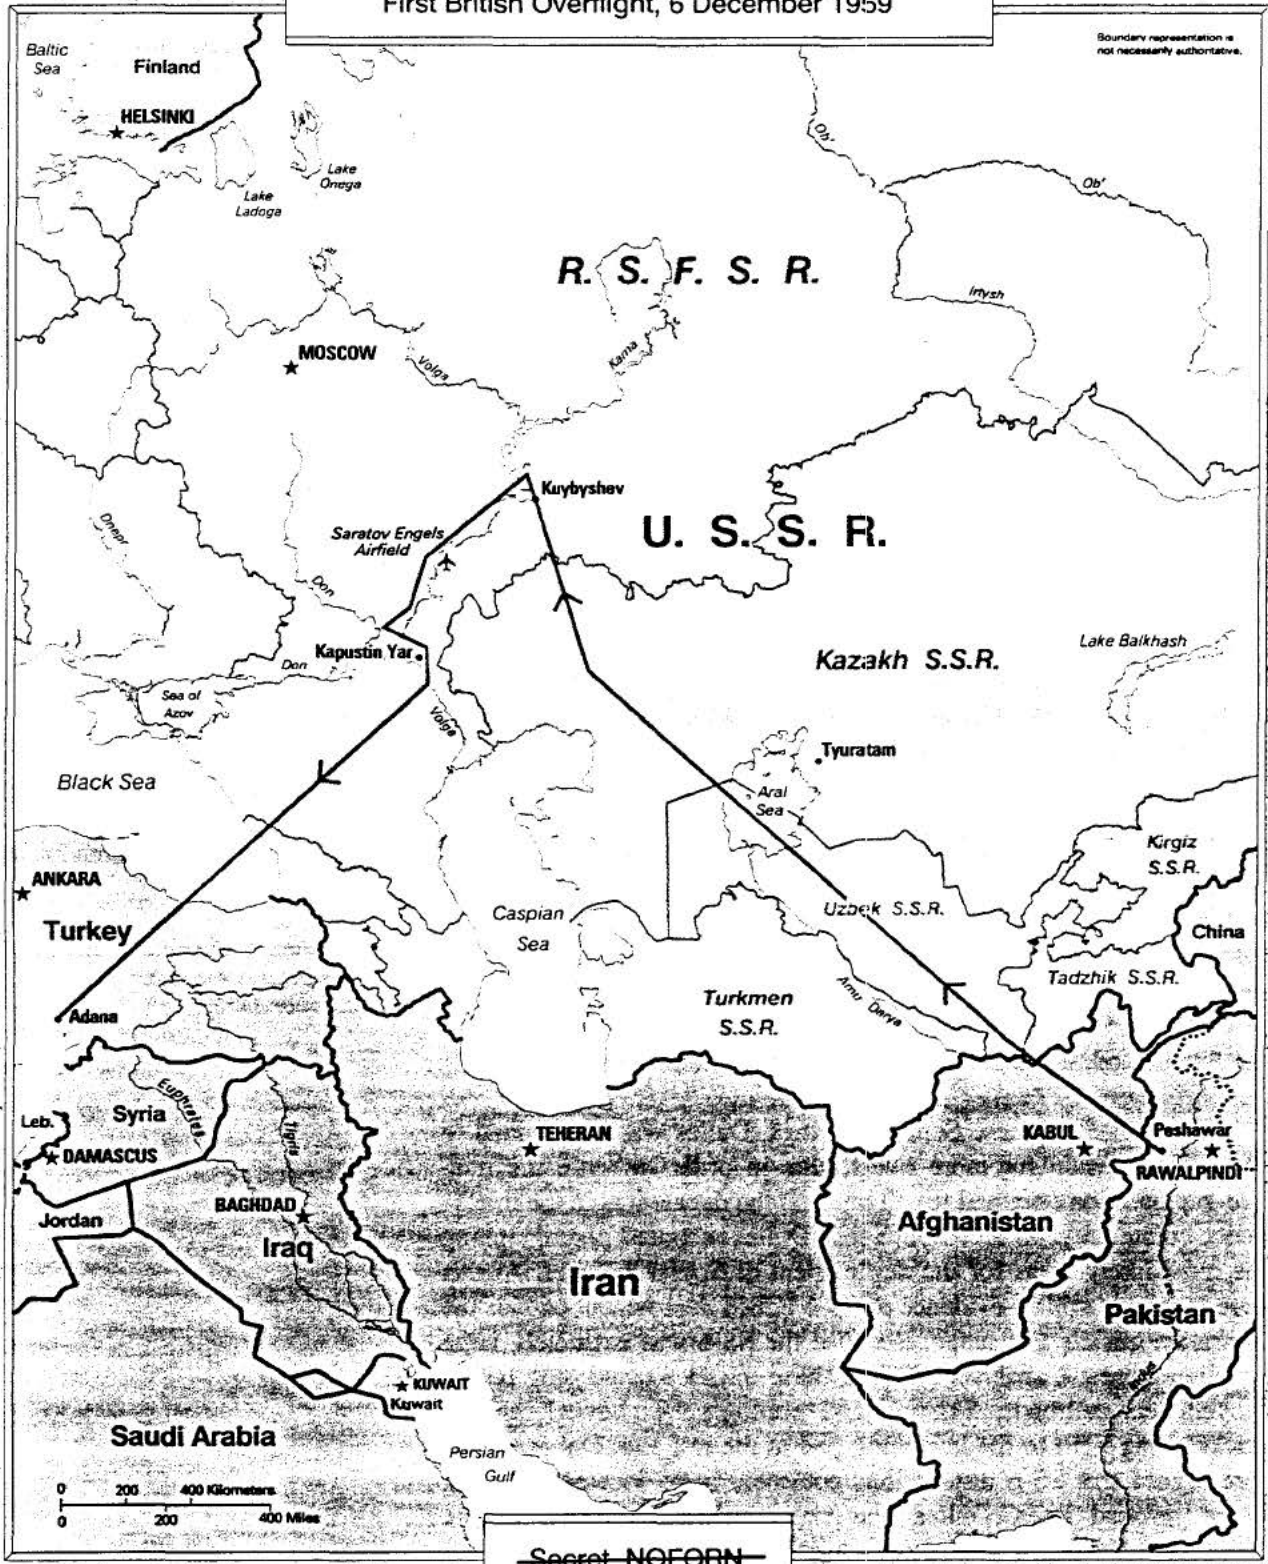 First British Overflight, 6 December 1959
Boundary representation is
not necessarily authoritative.
Baltic
Sea
Finland
HELSINKI
Lake
Onega
Lake
Ladoga
Ob'
Ob'
R. S. F. S. R.
Irtysh
MOSCOW
Volga
Kama
Kuybyshev
Saratov Engels
Airfield
U. S. S. R.
Dnepr
Don
Kapustin Yar
Don
Sea of
Azov
Volga
Kazakh S.S.R.
Lake Balkhash
Tyuratam
Black Sea
Aral
Sea
Kirgiz
S.S.R.
ANKARA
Turkey
Caspian
Sea
Uzbek S.S.R.
China
Tadzhik S.S.R.
Turkmen
S.S.R.
Amu Darya
Adana
Euphrates
Syria
Leb.
Tigris
DAMASCUS
TEHERAN
KABUL
Peshawar
RAWALPINDI
Jordan
BAGHDAD
Iraq
Afghanistan
Iran
Pakistan
Indus
KUWAIT
Kuwait
Saudi Arabia
Persian
Gulf
0 200 400 Kilometers
0 200 400 Miles
Secret NOFORN